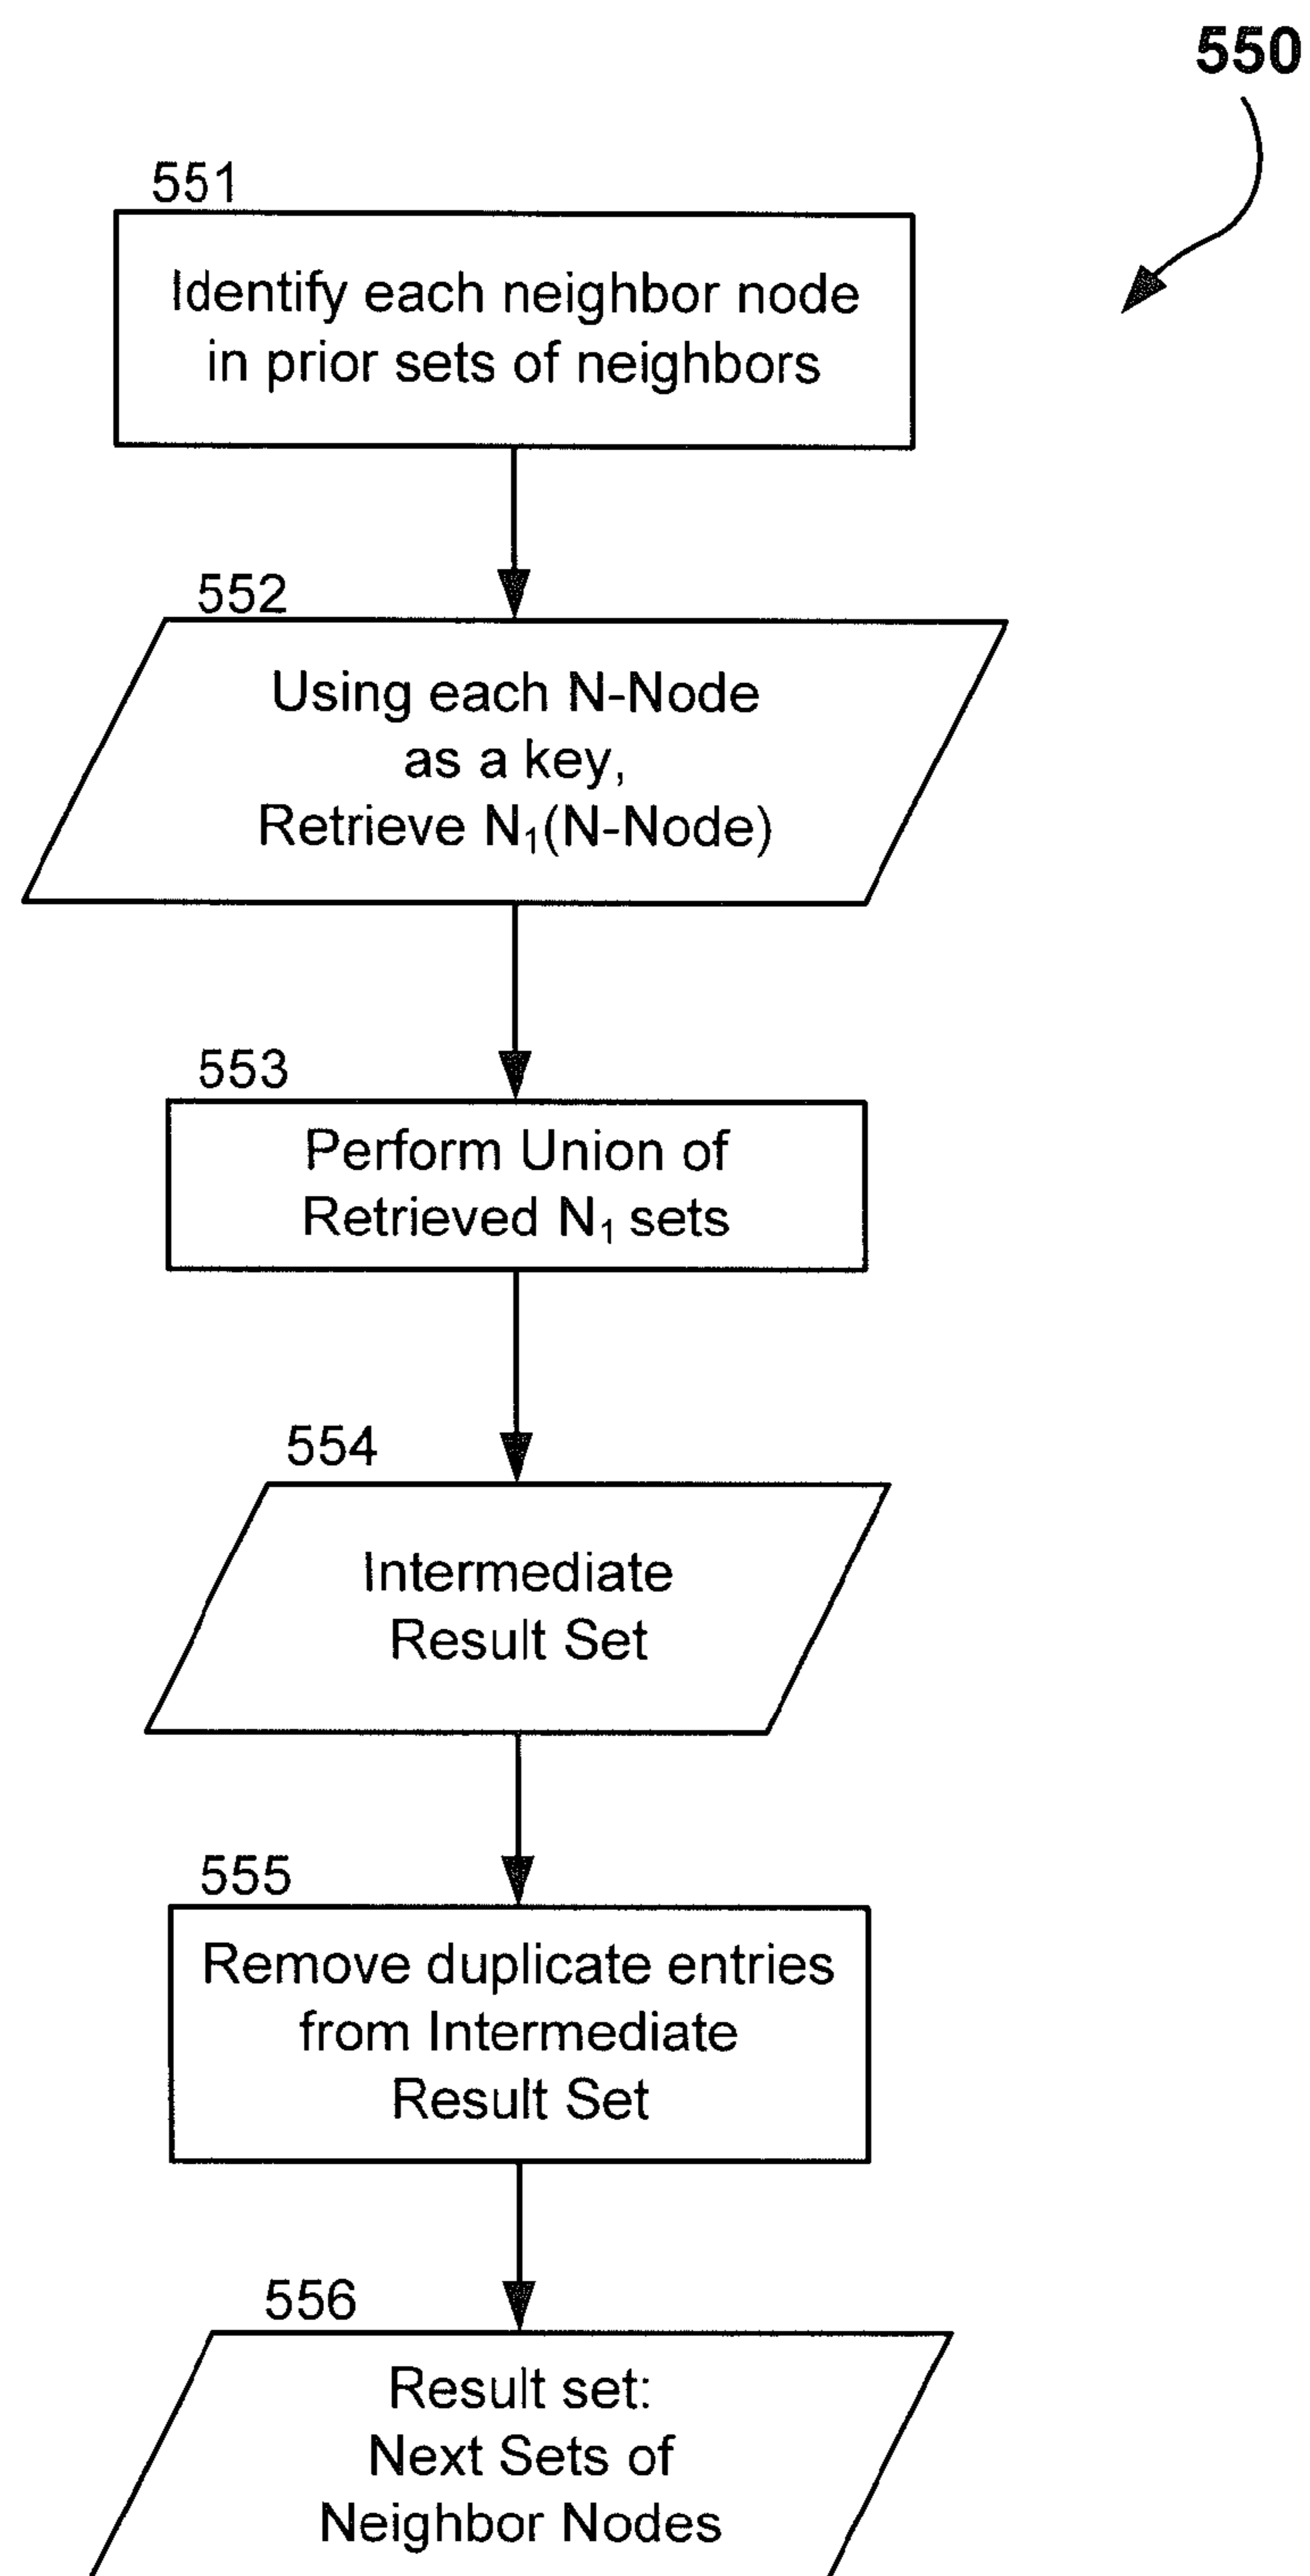 550
551
Identify each neighbor node
in prior sets of neighbors
552
Using each N-Node
as a key,
Retrieve N₁(N-Node)
553
Perform Union of
Retrieved N₁ sets
554
Intermediate
Result Set
555
Remove duplicate entries
from Intermediate
Result Set
556
Result set:
Next Sets of
Neighbor Nodes